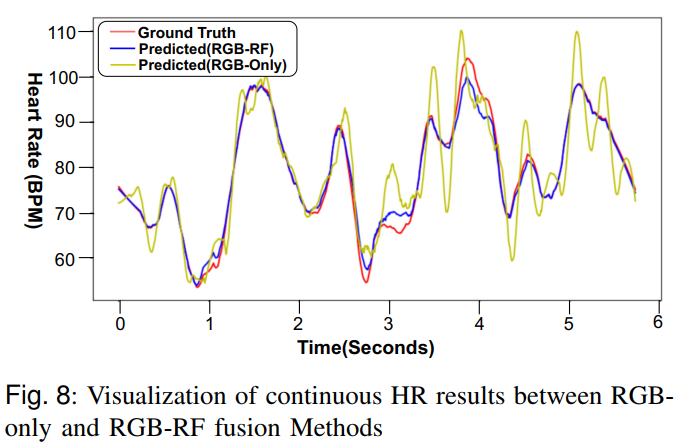 Ground Truth
Predicted(RGB-RF)
Predicted(RGB-Only)
110
100
90
80
70
60
Heart Rate (BPM)
0 1 2 3 4 5 6
Time(Seconds)
Fig. 8: Visualization of continuous HR results between RGB-
only and RGB-RF fusion Methods